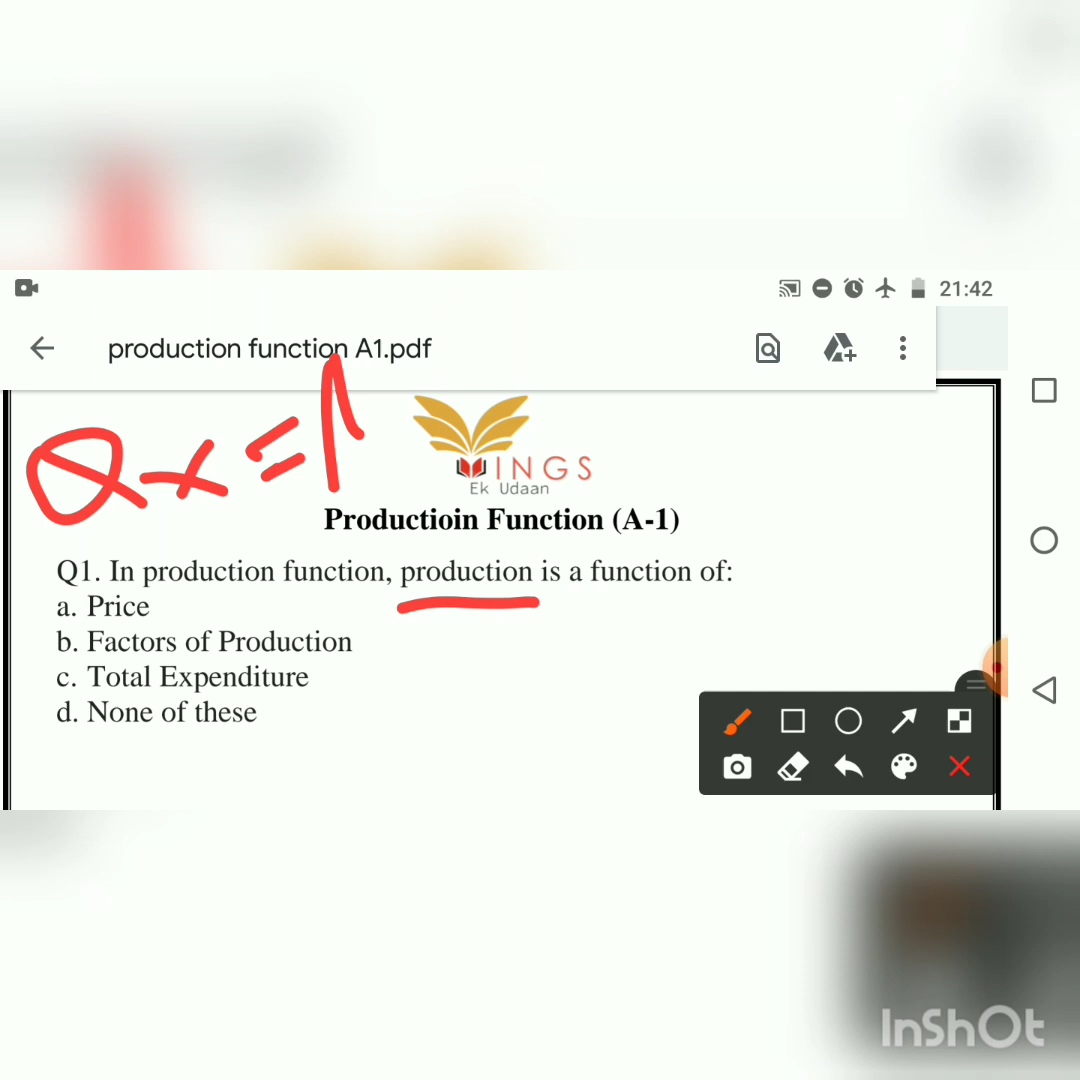 21:42
production function A1.pdf
Qx =
WINGS
Ek Udaan
Productioin Function (A-1)
Q1. In production function, production is a function of:
a. Price
b. Factors of Production
c. Total Expenditure
d. None of these
InShOt